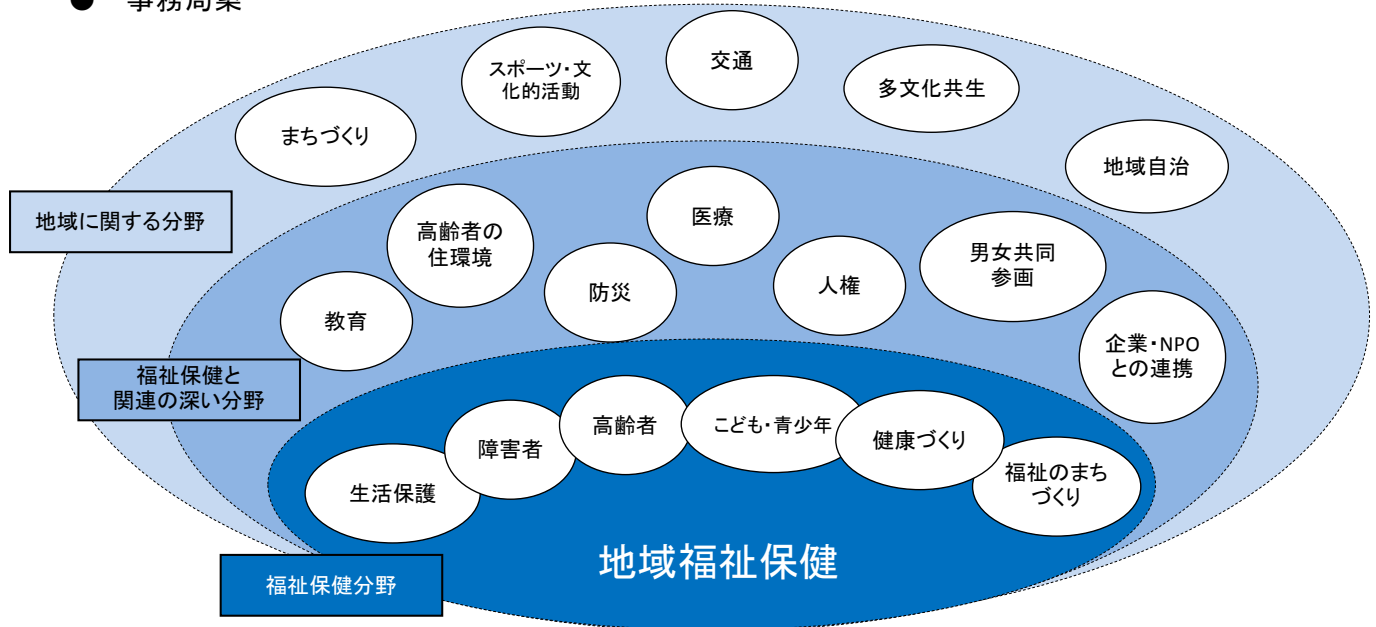 ● 事務局案
交通
スポーツ・文
化的活動
多文化共生
まちづくり
地域自治
地域に関する分野
医療
高齢者の
住環境
男女共同
参画
人権
防災
教育
企業・NPO
との連携
福祉保健と
関連の深い分野
高齢者
こども・青少年
健康づくり
障害者
福祉のまち
づくり
生活保護
地域福祉保健
福祉保健分野